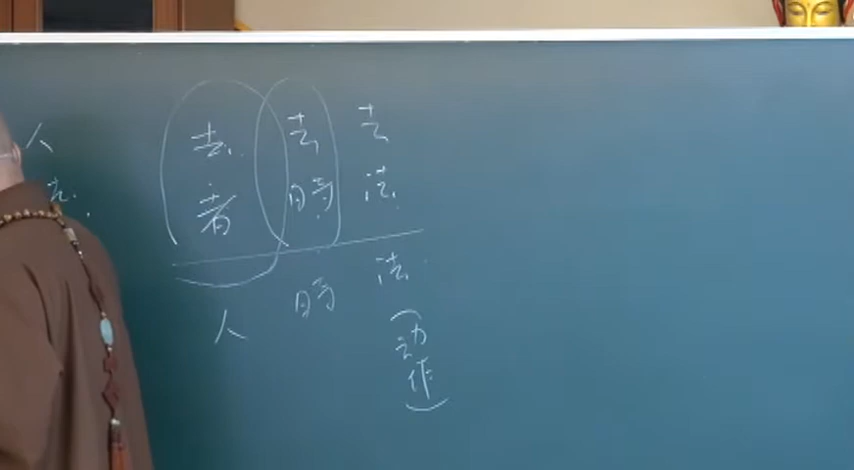 人
去者
去時
去法
人
時
法
(动作)